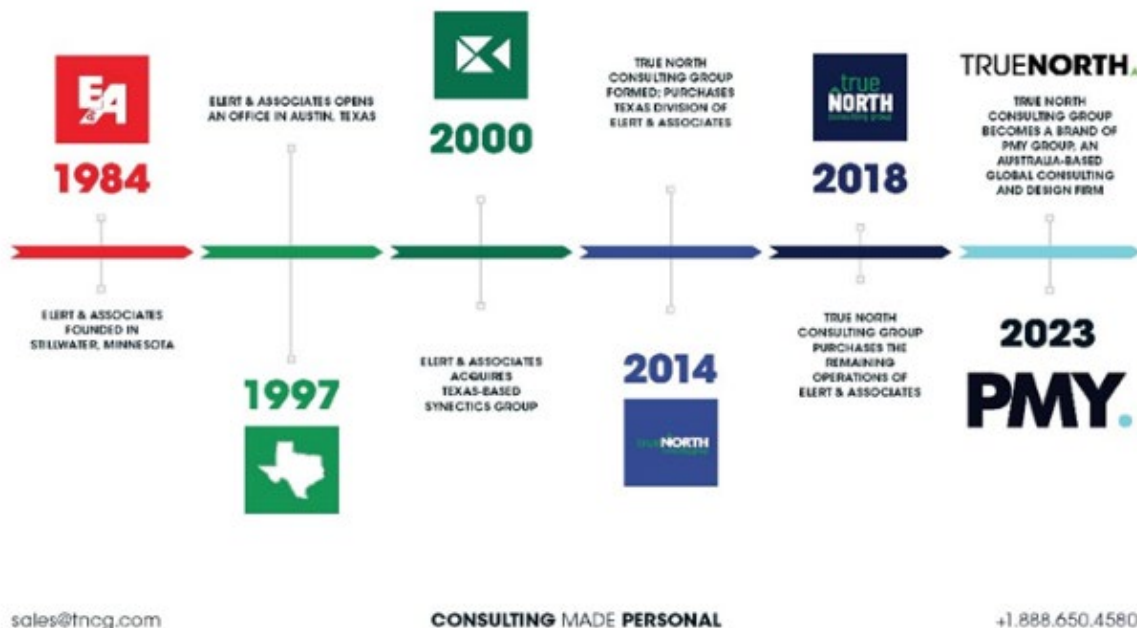 E&A
1984
ELERT & ASSOCIATES
FOUNDED IN
STILLWATER, MINNESOTA
ELERT & ASSOCIATES OPENS
AN OFFICE IN AUSTIN, TEXAS
1997
2000
ELERT & ASSOCIATES
ACQUIRES
TEXAS-BASED
SYNECTICS GROUP
TRUE NORTH
CONSULTING GROUP
FORMED; PURCHASES
TEXAS DIVISION OF
ELERT & ASSOCIATES
2014
true NORTH
consulting group
true
NORTH
consulting group
2018
TRUE NORTH
CONSULTING GROUP
PURCHASES THE
REMAINING
OPERATIONS OF
ELERT & ASSOCIATES
TRUENORTH
TRUE NORTH
CONSULTING GROUP
BECOMES A BRAND OF
PMY GROUP, AN
AUSTRALIA-BASED
GLOBAL CONSULTING
AND DESIGN FIRM
2023
PMY.
sales@tncg.com
CONSULTING MADE PERSONAL
+1.888.650.4580